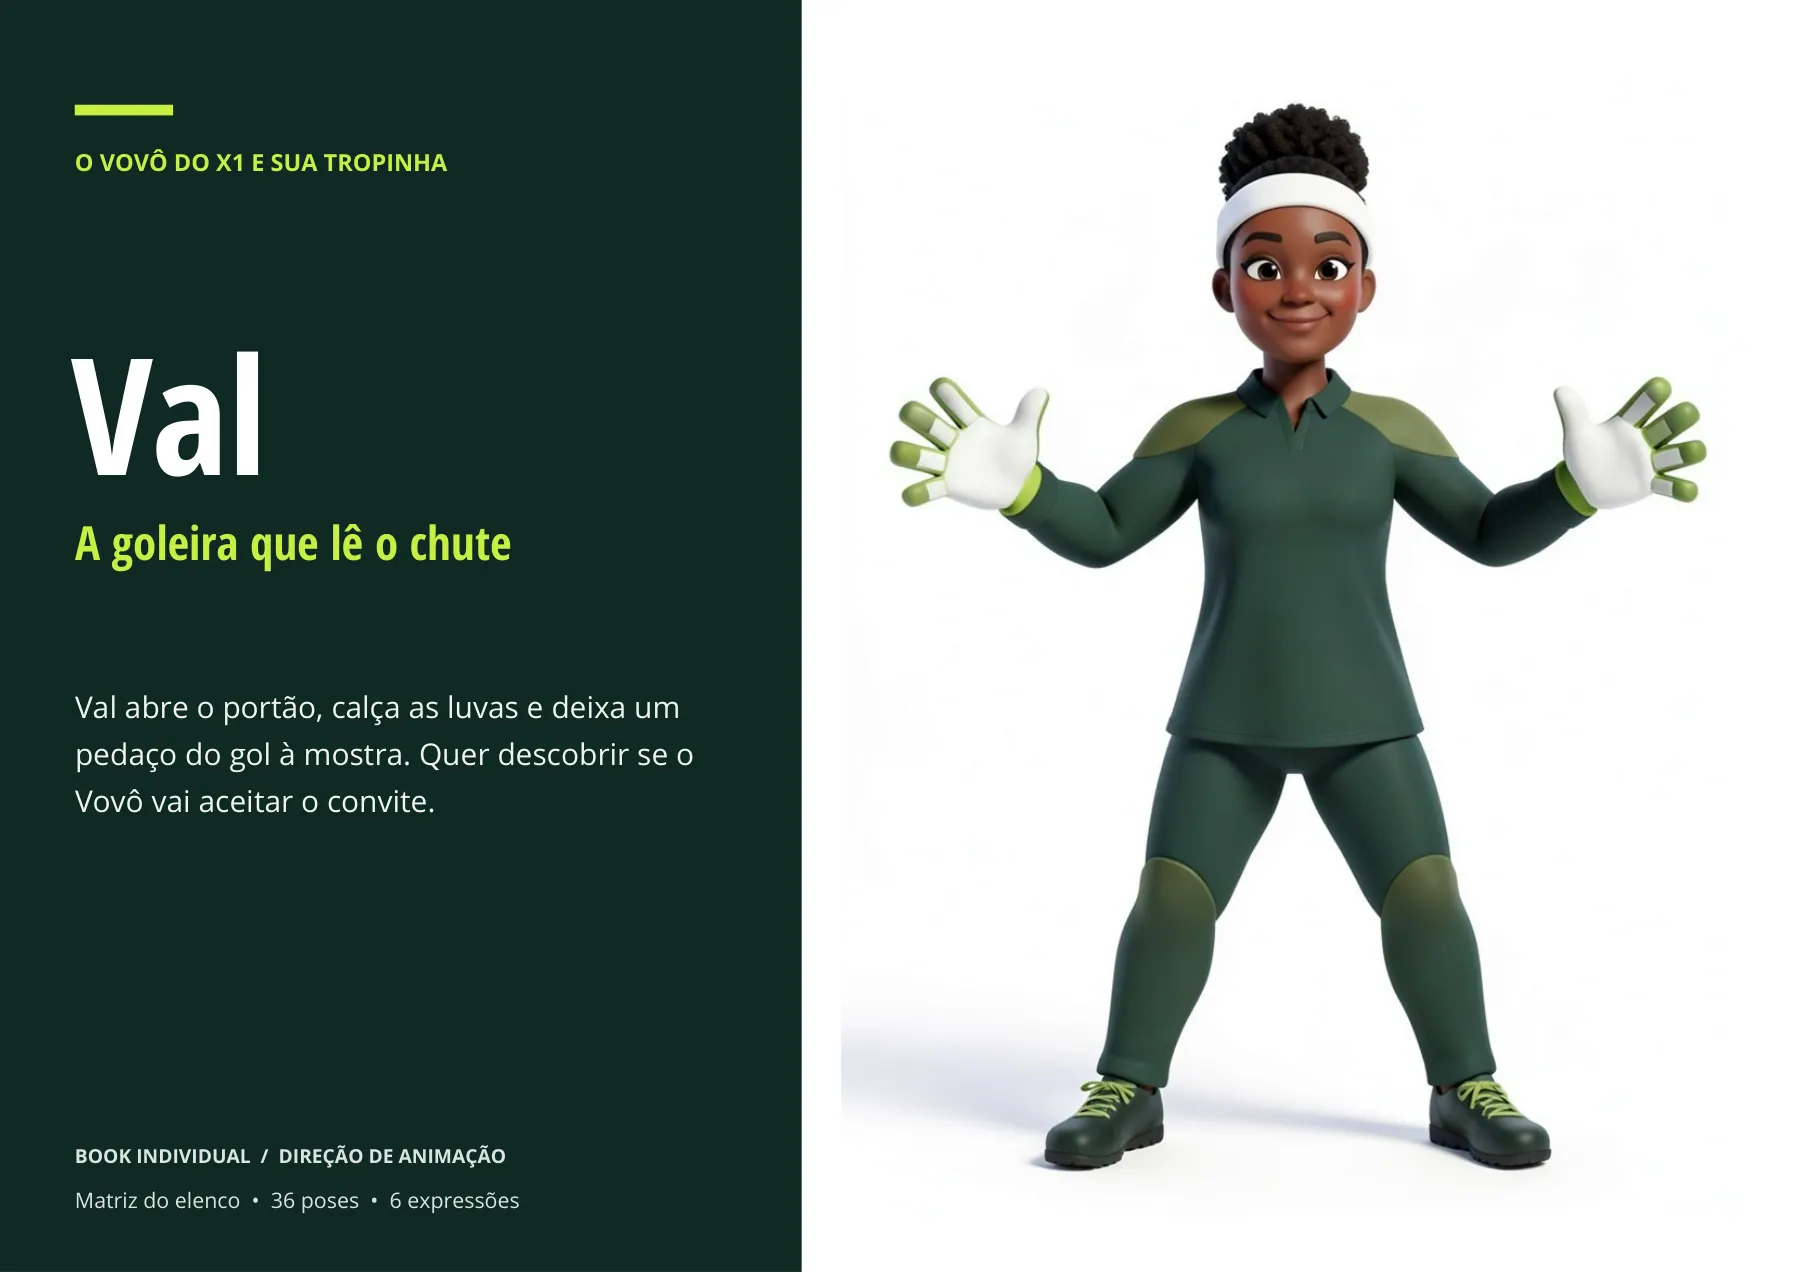 O VOVÔ DO X1 E SUA TROPINHA
Val
A goleira que lê o chute
Val abre o portão, calça as luvas e deixa um
pedaço do gol à mostra. Quer descobrir se o
Vovô vai aceitar o convite.
BOOK INDIVIDUAL / DIREÇÃO DE ANIMAÇÃO
Matriz do elenco • 36 poses • 6 expressões